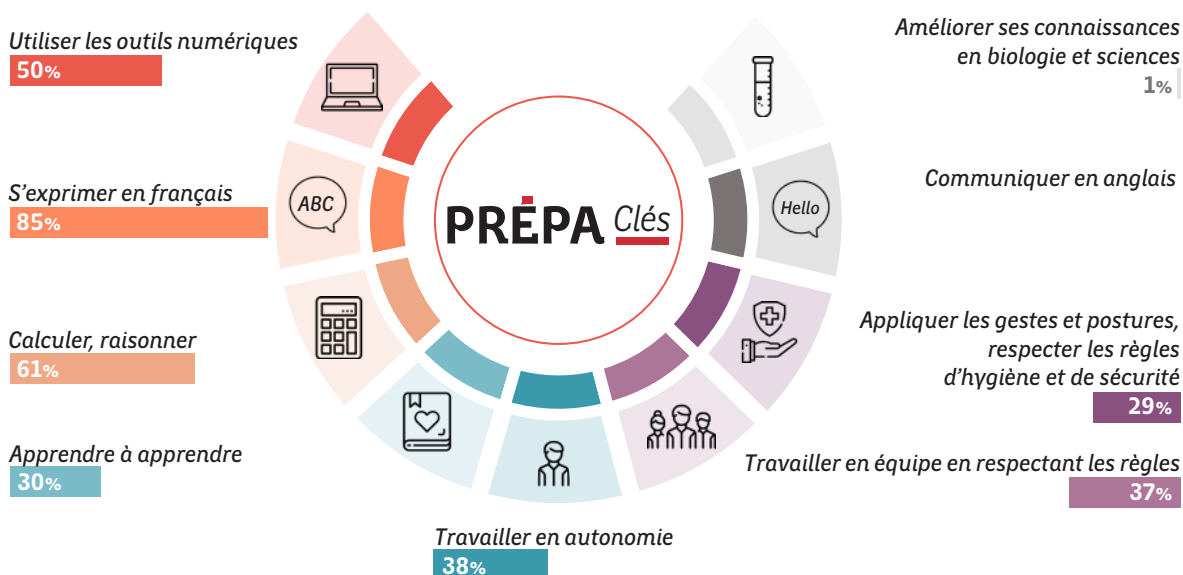 Utiliser les outils numériques
50%
S'exprimer en français
85%
Calculer, raisonner
61%
Apprendre à apprendre
30%
Travailler en autonomie
38%
ABC
PRÉPA Clés
Hello
Améliorer ses connaissances
en biologie et sciences
1%
Communiquer en anglais
Appliquer les gestes et postures,
respecter les règles
d'hygiène et de sécurité
29%
Travailler en équipe en respectant les règles
37%